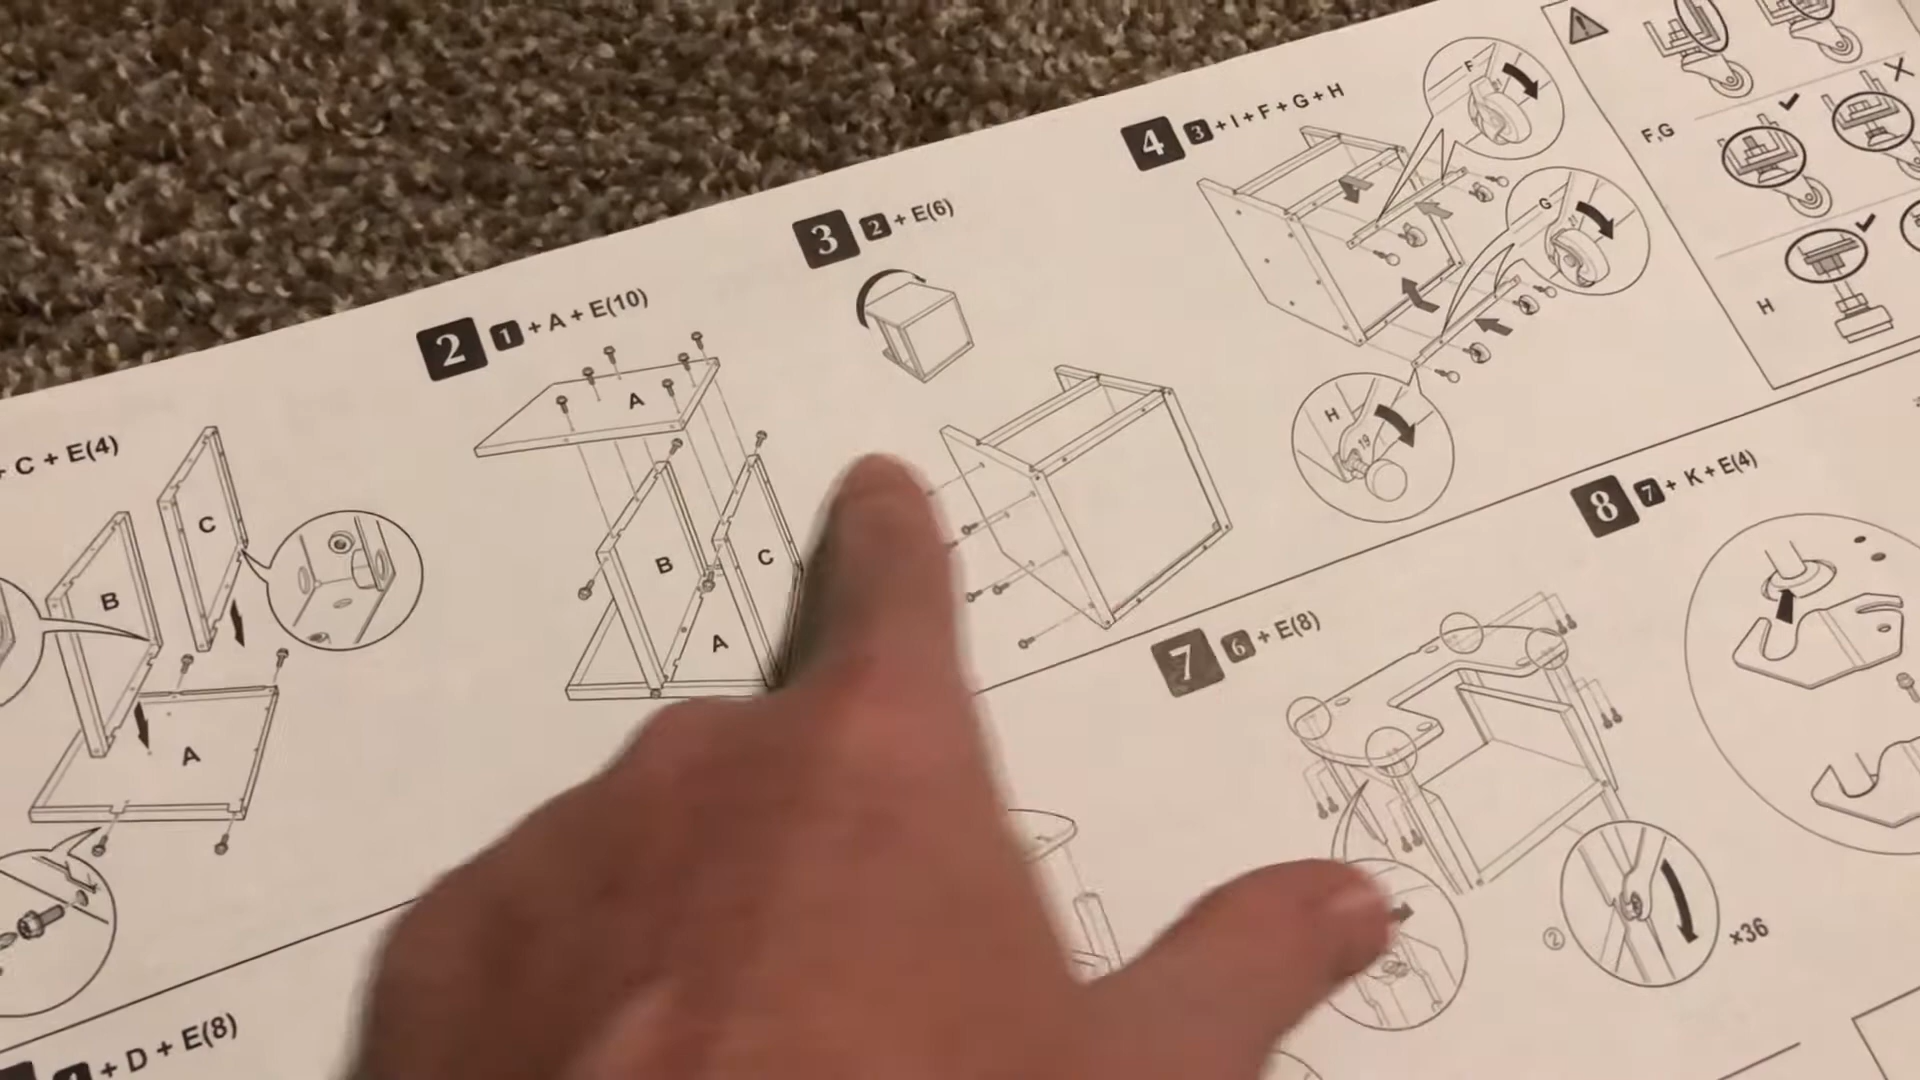 + C + E(4)
B
C
A
2 1 + A + E(10)
A
B
C
A
3 2 + E(6)
4 3 + I + F + G + H
F
G
H
19
F,G
H
+ D + E(8)
7 6 + E(8)
2
x36
8 7 + K + E(4)